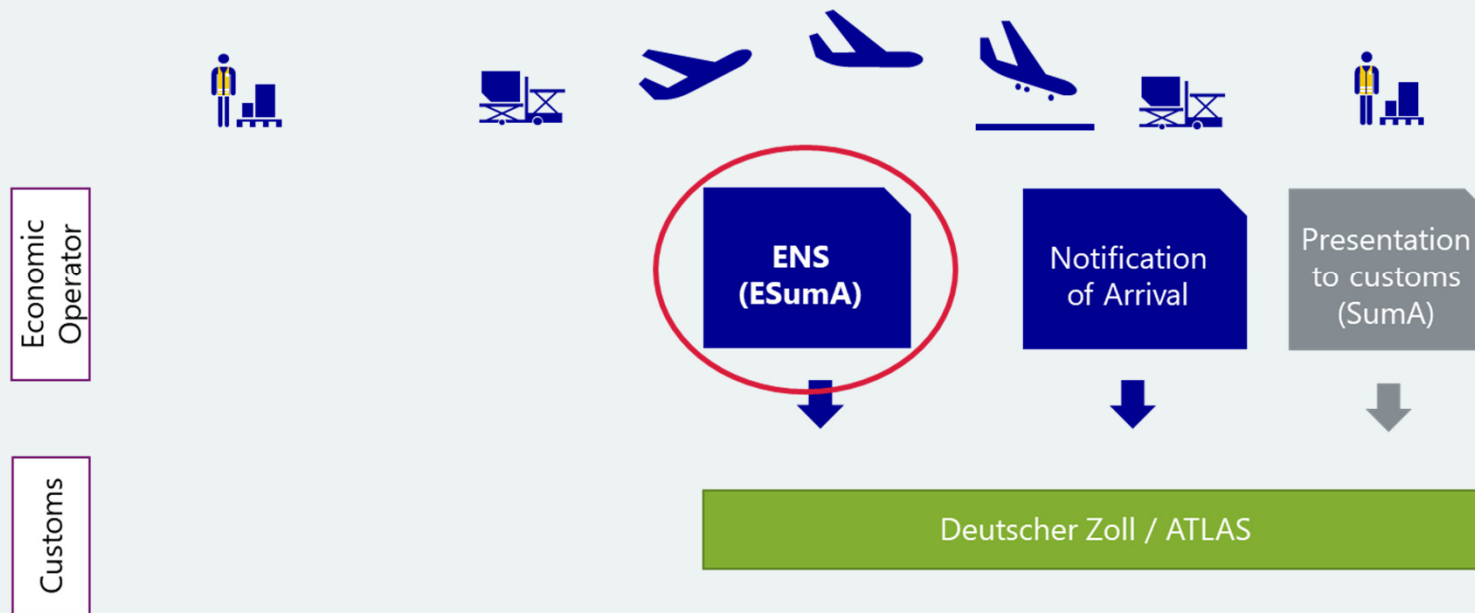 Economic
Operator
ENS
(ESumA)
Notification
of Arrival
Presentation
to customs
(SumA)
Customs
Deutscher Zoll / ATLAS